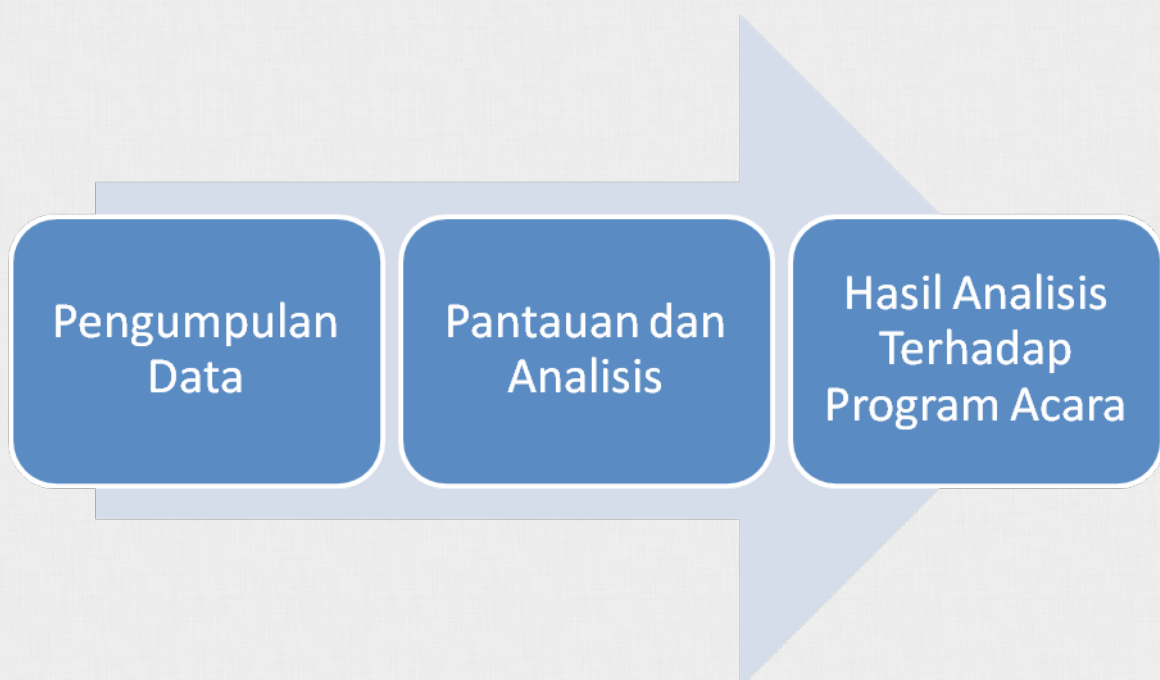 Pengumpulan
Data
Pantauan dan
Analisis
Hasil Analisis
Terhadap
Program Acara